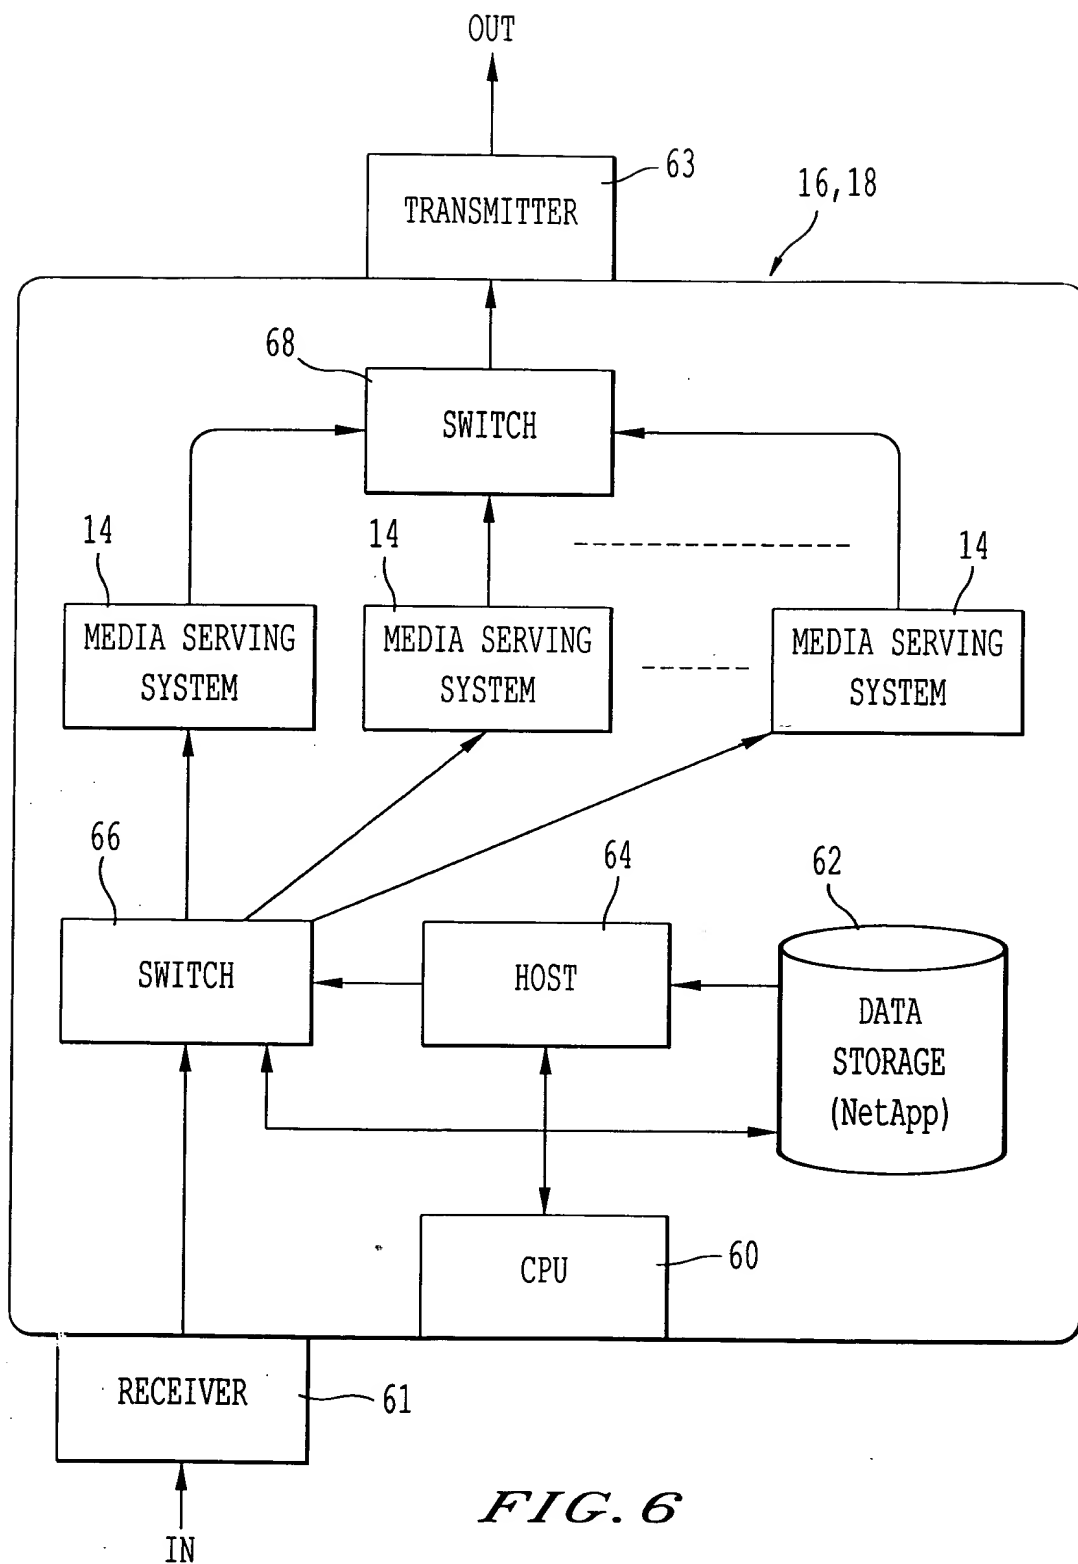 OUT
63
TRANSMITTER
16,18
68
SWITCH
14
14
14
MEDIA SERVING
SYSTEM
MEDIA SERVING
SYSTEM
MEDIA SERVING
SYSTEM
66
64
62
SWITCH
HOST
DATA
STORAGE
(NetApp)
CPU
60
RECEIVER
61
IN
FIG. 6